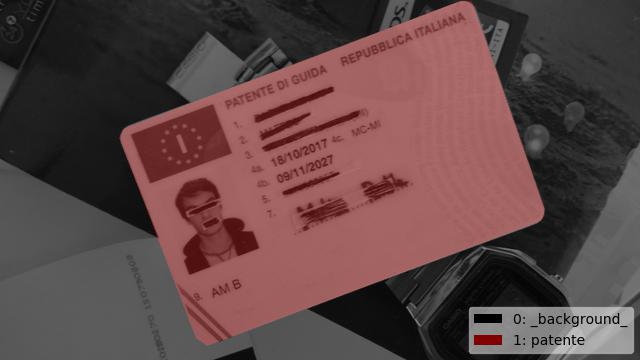 PATENTE DI GUIDA REPUBBLICA ITALIANA
I
1.
2.
3.
4a. 18/10/2017 4c. MC-MI
4b. 09/11/2027
5.
7.
9. AM B
0: _background_
1: patente